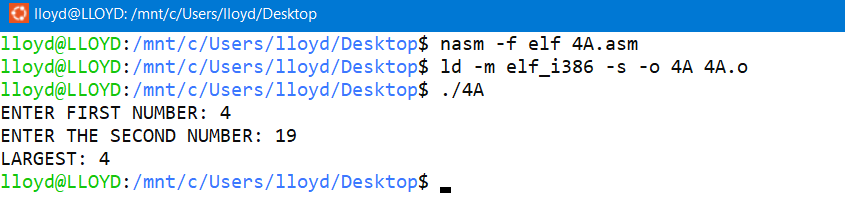 lloyd@LLOYD: /mnt/c/Users/lloyd/Desktop
lloyd@LLOYD:/mnt/c/Users/lloyd/Desktop$ nasm -f elf 4A.asm
lloyd@LLOYD:/mnt/c/Users/lloyd/Desktop$ ld -m elf_i386 -s -o 4A 4A.o
lloyd@LLOYD:/mnt/c/Users/lloyd/Desktop$ ./4A
ENTER FIRST NUMBER: 4
ENTER THE SECOND NUMBER: 19
LARGEST: 4
lloyd@LLOYD:/mnt/c/Users/lloyd/Desktop$